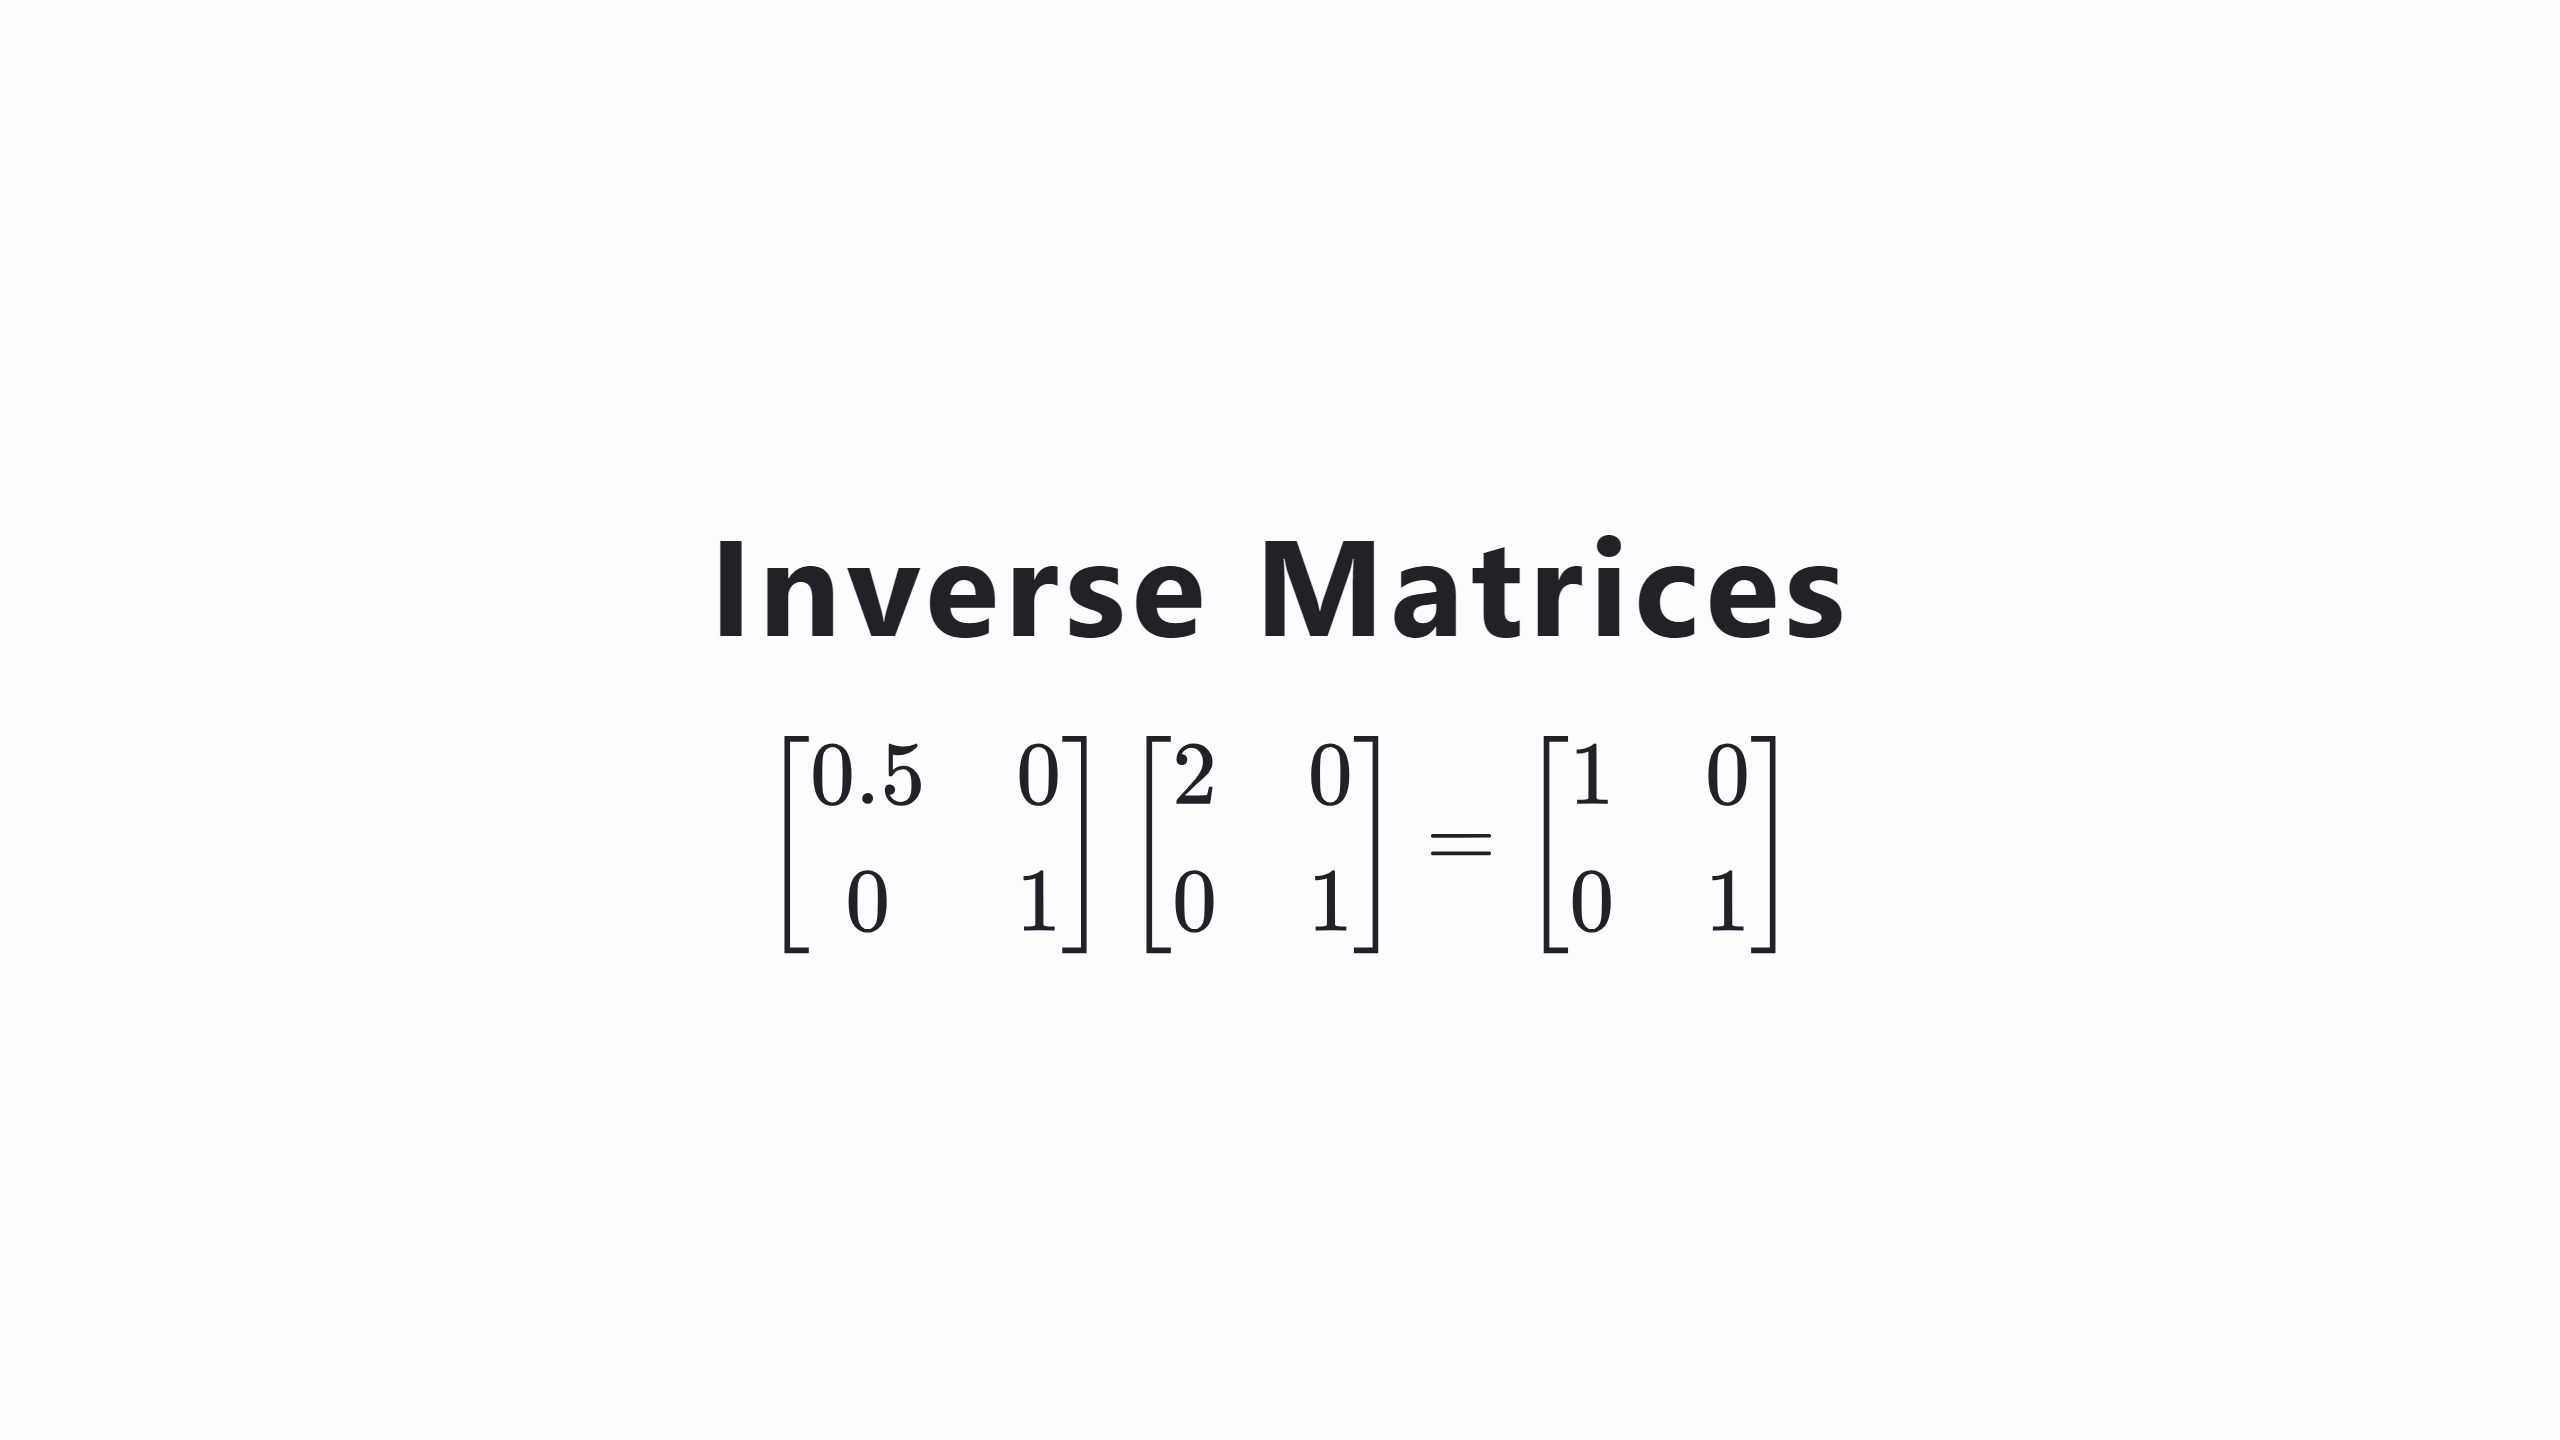 Inverse Matrices
[0.5 0] [2 0] = [1 0]
[0 1] [0 1] [0 1]